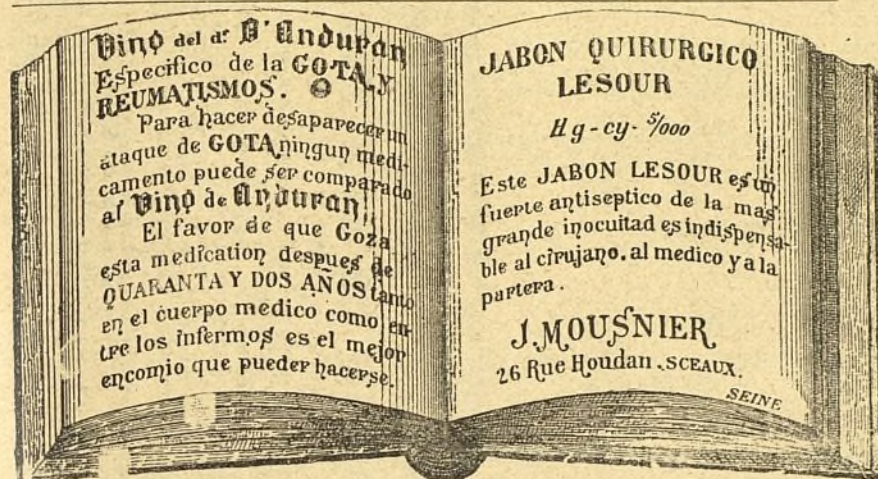 Vino del dr D'Anduran
Especifico de la GOTA Y
REUMATISMOS.
Para hacer desaparecer un
ataque de GOTA ningun medi-
camento puede ser comparado
al Vino de Anduran,
El favor de que Goza
esta medication despues de
QUARANTA Y DOS AÑOS tanto
en el cuerpo medico como en
tre los infermos es el mejor
encomio que pueder hacerse.
JABON QUIRURGICO
LESOUR
Hg-cy- 5/000
Este JABON LESOUR es un
fuerte antiseptico de la mas
grande inocuitad es indispensa-
ble al cirujano. al medico y a la
partera.
J. MOUSNIER
26 Rue Houdan. SCEAUX.
SEINE